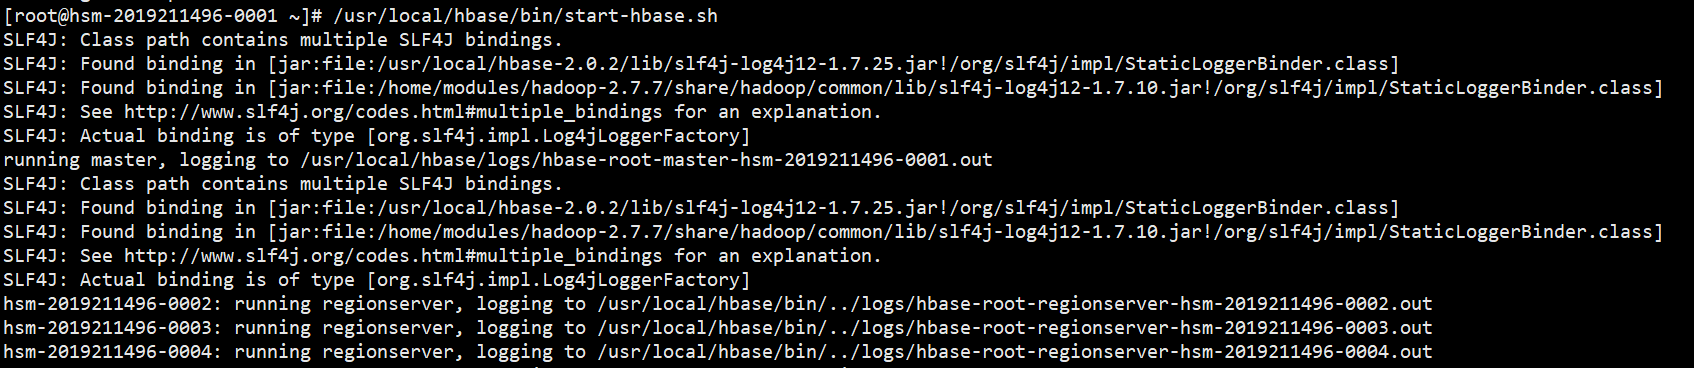 [root@hsm-2019211496-0001 ~]# /usr/local/hbase/bin/start-hbase.sh
SLF4J: Class path contains multiple SLF4J bindings.
SLF4J: Found binding in [jar:file:/usr/local/hbase-2.0.2/lib/slf4j-log4j12-1.7.25.jar!/org/slf4j/impl/StaticLoggerBinder.class]
SLF4J: Found binding in [jar:file:/home/modules/hadoop-2.7.7/share/hadoop/common/lib/slf4j-log4j12-1.7.10.jar!/org/slf4j/impl/StaticLoggerBinder.class]
SLF4J: See http://www.slf4j.org/codes.html#multiple_bindings for an explanation.
SLF4J: Actual binding is of type [org.slf4j.impl.Log4jLoggerFactory]
running master, logging to /usr/local/hbase/logs/hbase-root-master-hsm-2019211496-0001.out
SLF4J: Class path contains multiple SLF4J bindings.
SLF4J: Found binding in [jar:file:/usr/local/hbase-2.0.2/lib/slf4j-log4j12-1.7.25.jar!/org/slf4j/impl/StaticLoggerBinder.class]
SLF4J: Found binding in [jar:file:/home/modules/hadoop-2.7.7/share/hadoop/common/lib/slf4j-log4j12-1.7.10.jar!/org/slf4j/impl/StaticLoggerBinder.class]
SLF4J: See http://www.slf4j.org/codes.html#multiple_bindings for an explanation.
SLF4J: Actual binding is of type [org.slf4j.impl.Log4jLoggerFactory]
hsm-2019211496-0002: running regionserver, logging to /usr/local/hbase/bin/../logs/hbase-root-regionserver-hsm-2019211496-0002.out
hsm-2019211496-0003: running regionserver, logging to /usr/local/hbase/bin/../logs/hbase-root-regionserver-hsm-2019211496-0003.out
hsm-2019211496-0004: running regionserver, logging to /usr/local/hbase/bin/../logs/hbase-root-regionserver-hsm-2019211496-0004.out